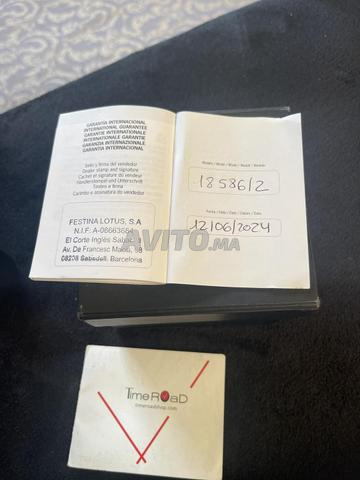 GARANTÍA INTERNACIONAL
INTERNATIONAL GUARANTEE
GARANTIE INTERNATIONALE
INTERNATIONALE GARANTIE
GARANZIA INTERNAZIONALE
GARANTIA INTERNACIONAL
Sello y firma del vendedor
Dealer stamp and signature
Cachet et signature du vendeur
Händlerstempel und Unterschrift
Timbro e firma
Carimbo e assinatura do vendedor
FESTINA LOTUS, S.A
N.I.F: A-08663666
El Corte Inglés Sabadell
Av. De Francesc Macià, 58
08208 Sabadell. Barcelona
18586/2
12/06/2024
AVITO.MA
TimeRoaD
timeroadshop.com